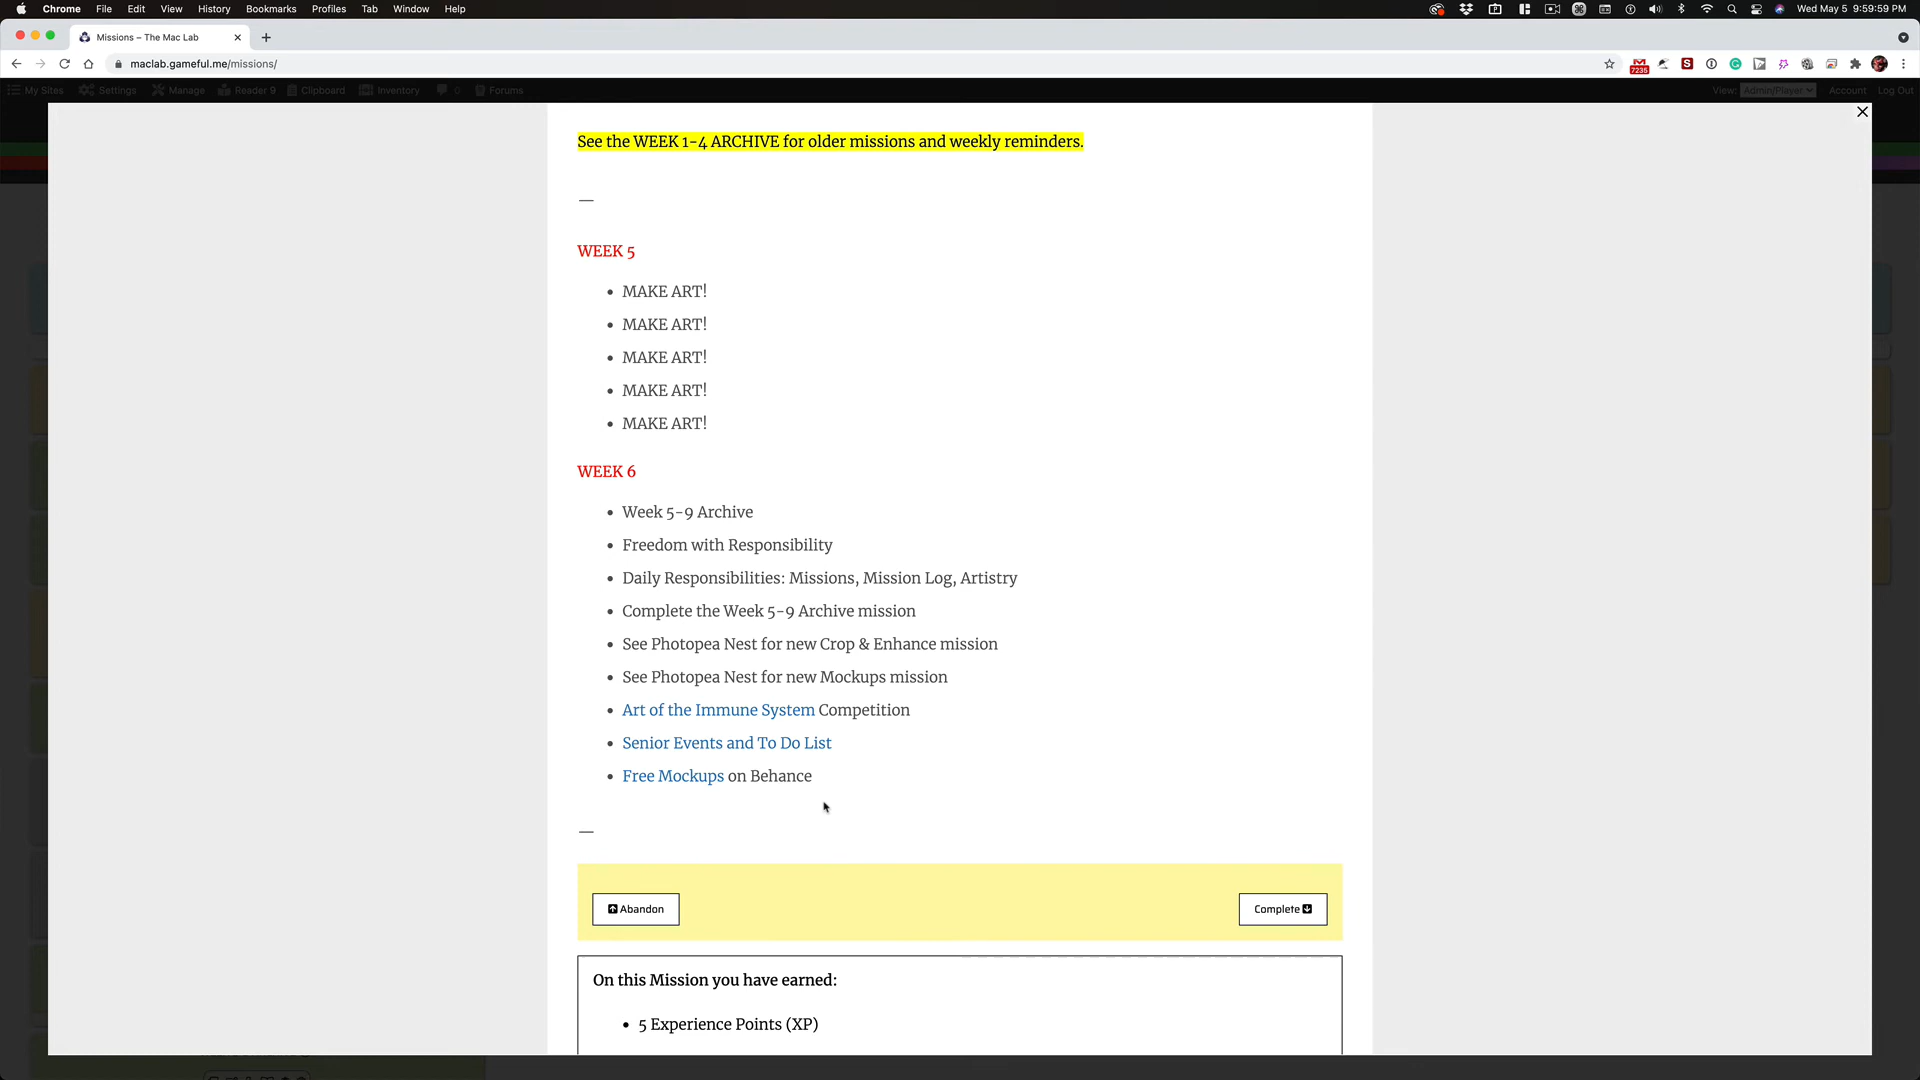 Chrome File Edit View History Bookmarks Profiles Tab Window Help
Wed May 5 9:59:59 PM
Missions – The Mac Lab
maclab.gameful.me/missions/
7235
My Sites Settings Manage Reader 9 Clipboard Inventory 0 Forums
View: Admin/Player Account Log Out
See the WEEK 1-4 ARCHIVE for older missions and weekly reminders.
—
WEEK 5
• MAKE ART!
• MAKE ART!
• MAKE ART!
• MAKE ART!
• MAKE ART!
WEEK 6
• Week 5-9 Archive
• Freedom with Responsibility
• Daily Responsibilities: Missions, Mission Log, Artistry
• Complete the Week 5-9 Archive mission
• See Photopea Nest for new Crop & Enhance mission
• See Photopea Nest for new Mockups mission
• Art of the Immune System Competition
• Senior Events and To Do List
• Free Mockups on Behance
—
Abandon
Complete
On this Mission you have earned:
• 5 Experience Points (XP)